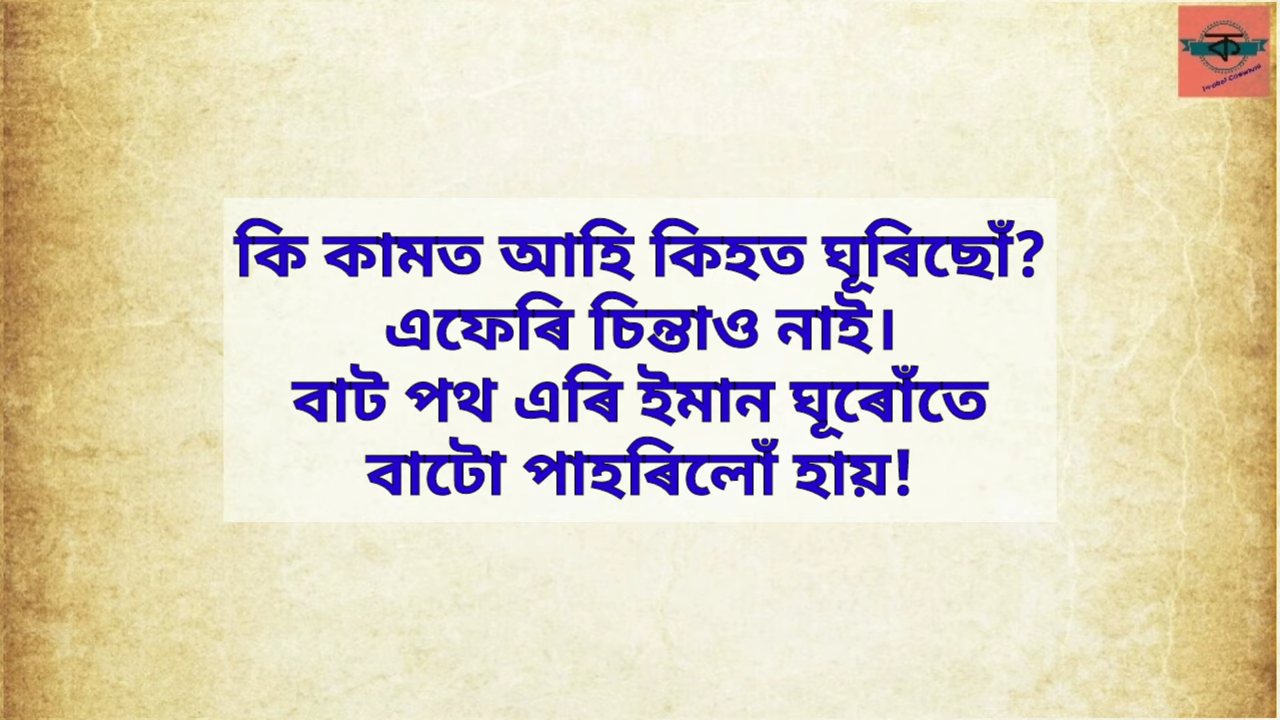 ক
কি কামত আহি কিহত ঘূৰিছোঁ?
এফেৰি চিন্তাও নাই।
বাট পথ এৰি ইমান ঘূৰোঁতে
বাটো পাহৰিলোঁ হায়!